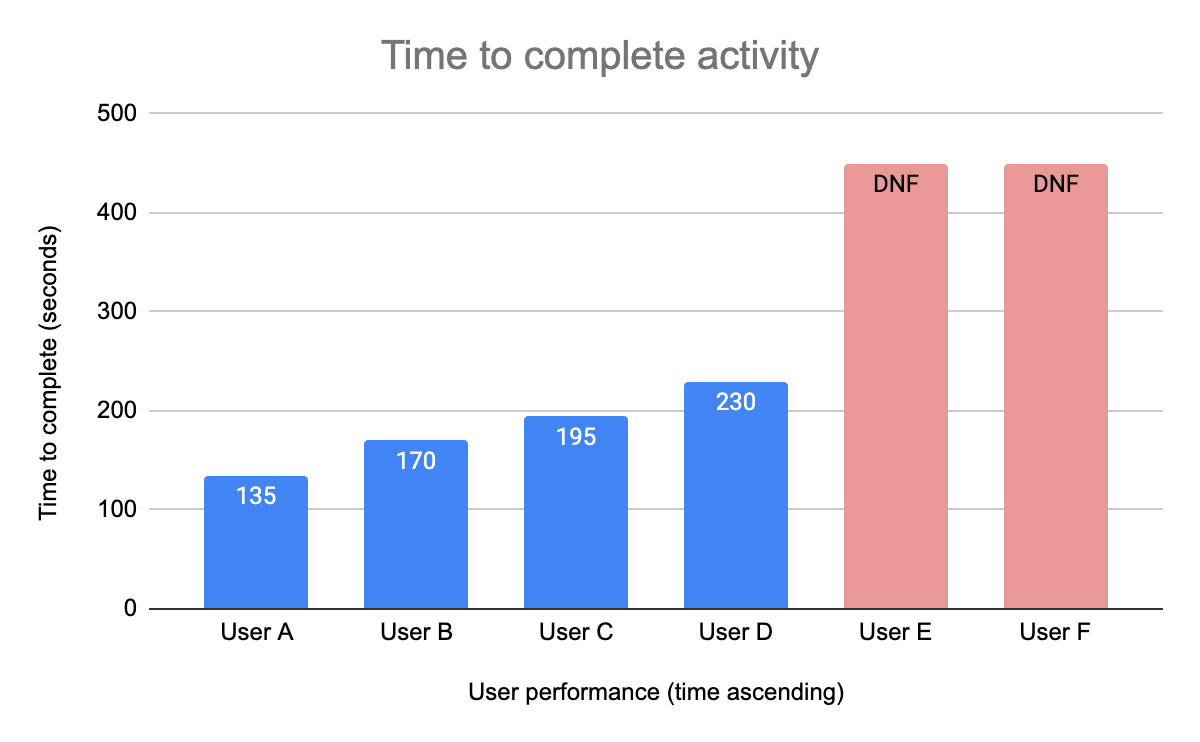 Time to complete activity
500
400
300
200
100
0
Time to complete (seconds)
135
170
195
230
DNF
DNF
User A
User B
User C
User D
User E
User F
User performance (time ascending)